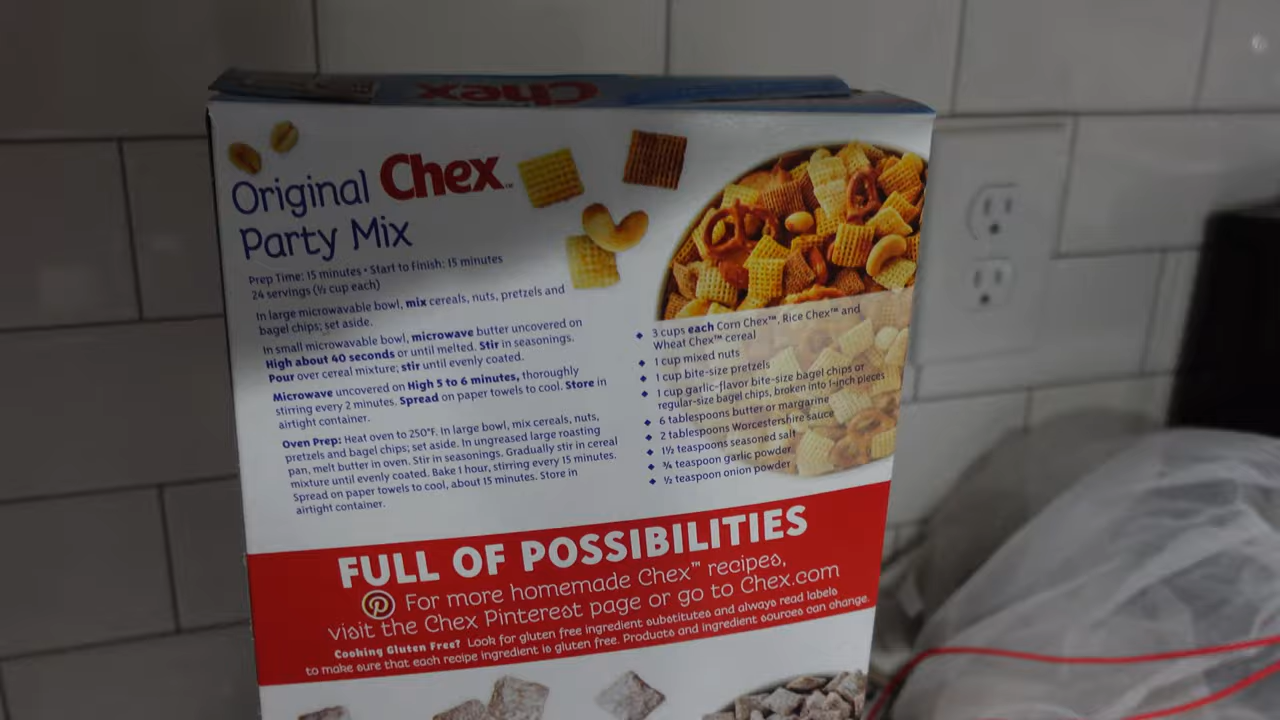 Chex
Original Chex™
Party Mix
Prep Time: 15 minutes • Start to Finish: 15 minutes
24 servings (½ cup each)
In large microwavable bowl, mix cereals, nuts, pretzels and
bagel chips; set aside.
In small microwavable bowl, microwave butter uncovered on
High about 40 seconds or until melted. Stir in seasonings.
Pour over cereal mixture; stir until evenly coated.
Microwave uncovered on High 5 to 6 minutes, thoroughly
stirring every 2 minutes. Spread on paper towels to cool. Store in
airtight container.
Oven Prep: Heat oven to 250°F. In large bowl, mix cereals, nuts,
pretzels and bagel chips; set aside. In ungreased large roasting
pan, melt butter in oven. Stir in seasonings. Gradually stir in cereal
mixture until evenly coated. Bake 1 hour, stirring every 15 minutes.
Spread on paper towels to cool, about 15 minutes. Store in
airtight container.
◆ 3 cups each Corn Chex™, Rice Chex™ and
Wheat Chex™ cereal
◆ 1 cup mixed nuts
◆ 1 cup bite-size pretzels
◆ 1 cup garlic-flavor bite-size bagel chips or
regular-size bagel chips, broken into 1-inch pieces
◆ 6 tablespoons butter or margarine
◆ 2 tablespoons Worcestershire sauce
◆ 1½ teaspoons seasoned salt
◆ ¾ teaspoon garlic powder
◆ ½ teaspoon onion powder
FULL OF POSSIBILITIES
For more homemade Chex™ recipes,
visit the Chex Pinterest page or go to Chex.com
Cooking Gluten Free? Look for gluten free ingredient substitutes and always read labels
to make sure that each recipe ingredient is gluten free. Products and ingredient sources can change.